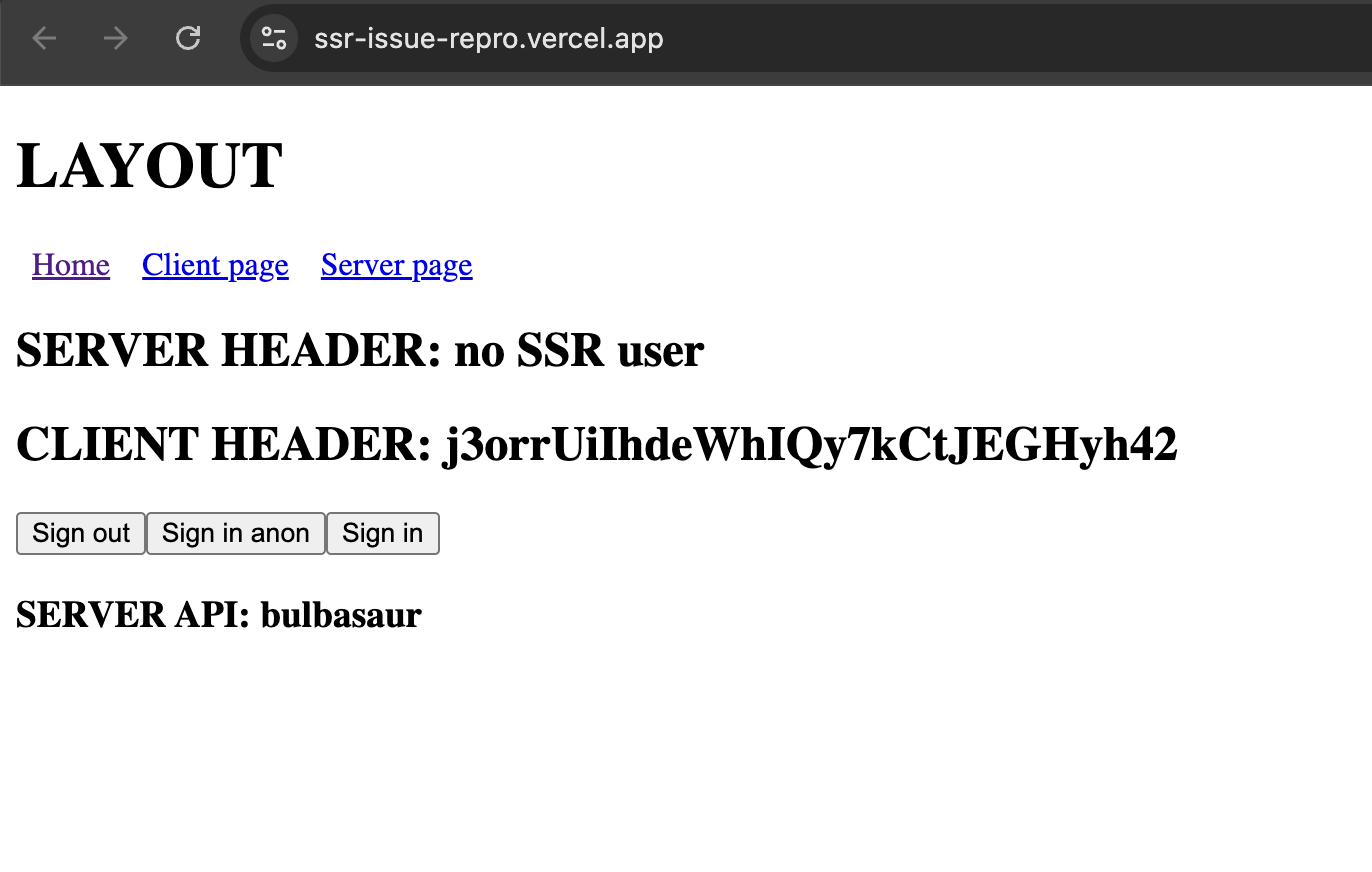 ssr-issue-repro.vercel.app
LAYOUT
Home Client page Server page
SERVER HEADER: no SSR user
CLIENT HEADER: j3orrUiIhdeWhIQy7kCtJEGHyh42
Sign out Sign in anon Sign in
SERVER API: bulbasaur